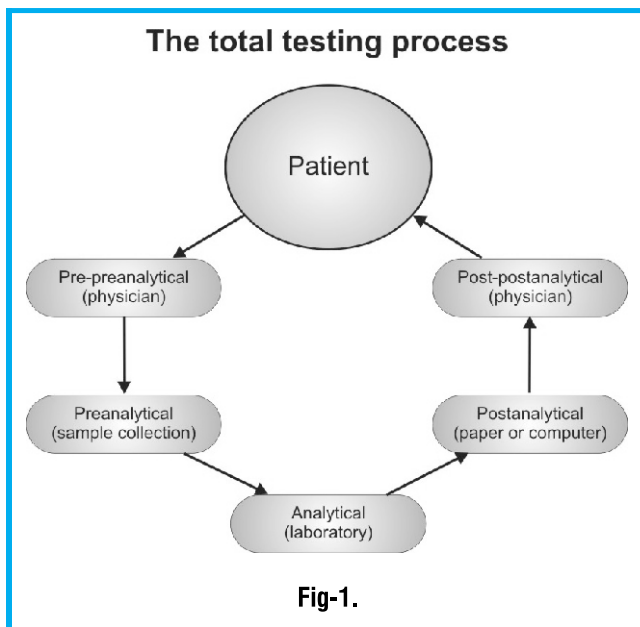 The total testing process
Patient
Pre-preanalytical
(physician)
Post-postanalytical
(physician)
Preanalytical
(sample collection)
Postanalytical
(paper or computer)
Analytical
(laboratory)
Fig-1.